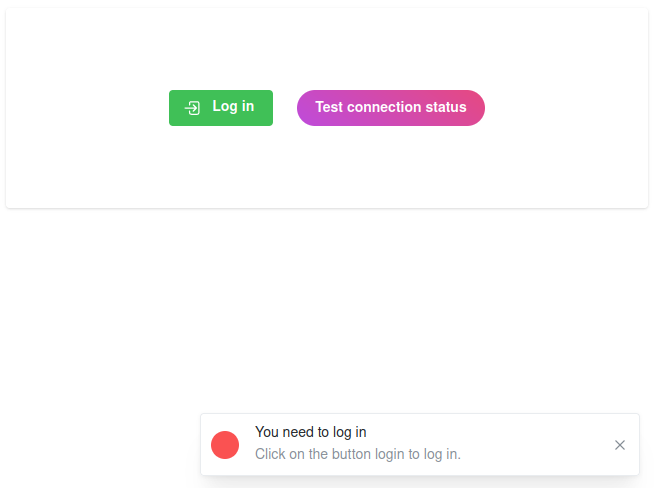 Log in
Test connection status
You need to log in
Click on the button login to log in.